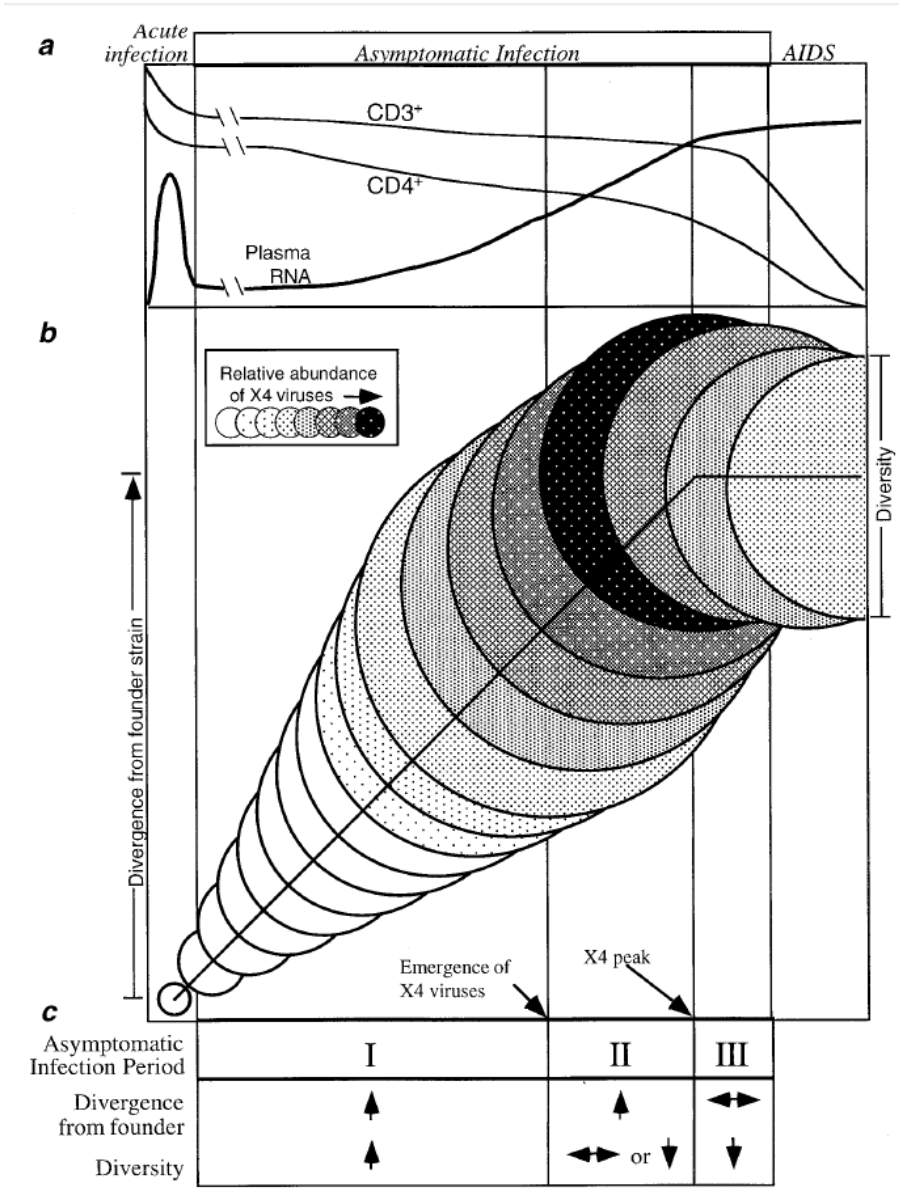 a
Acute
infection
Asymptomatic Infection
AIDS
CD3+
CD4+
Plasma
RNA
b
Relative abundance
of X4 viruses
Divergence from founder strain
Diversity
Emergence of
X4 viruses
X4 peak
c
Asymptomatic
Infection Period
I
II
III
Divergence
from founder
Diversity
or